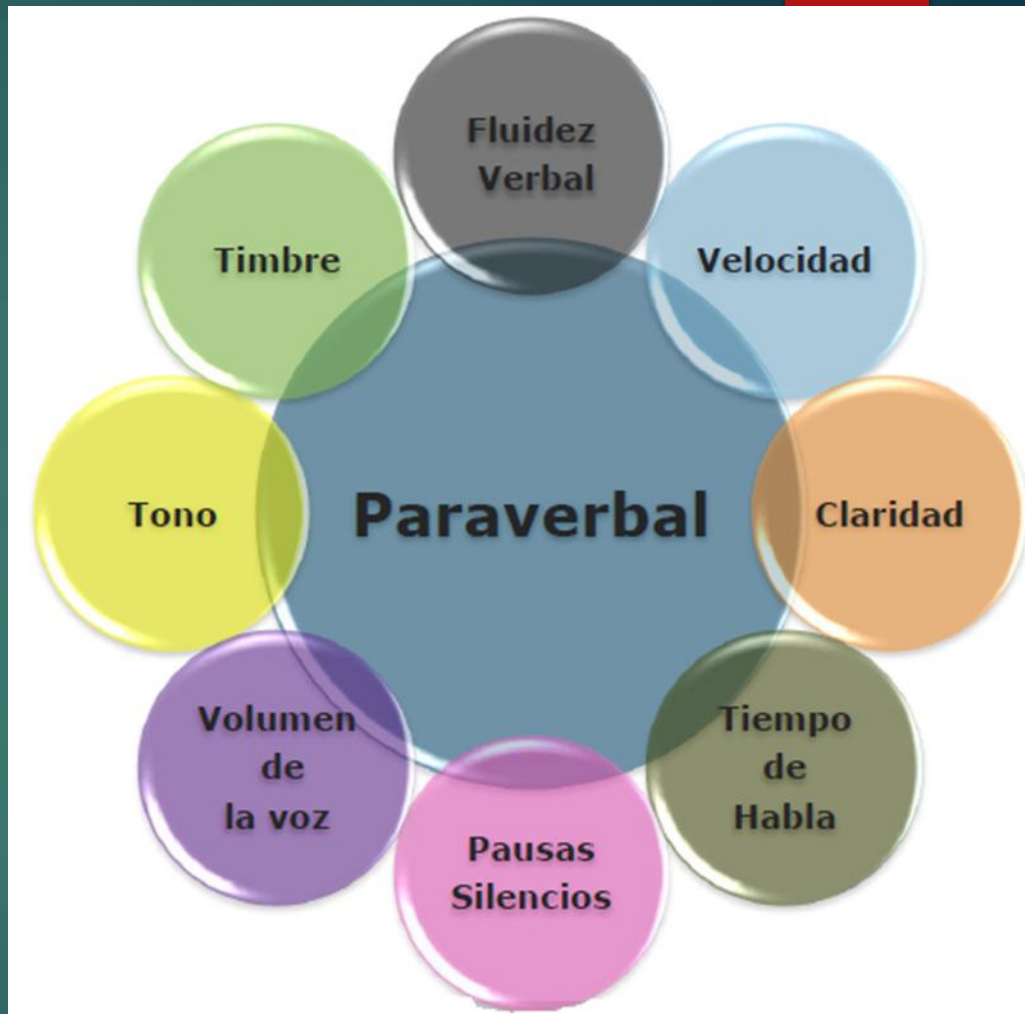 Fluidez
Verbal
Timbre
Velocidad
Tono
Paraverbal
Claridad
Volumen
de
la voz
Tiempo
de
Habla
Pausas
Silencios